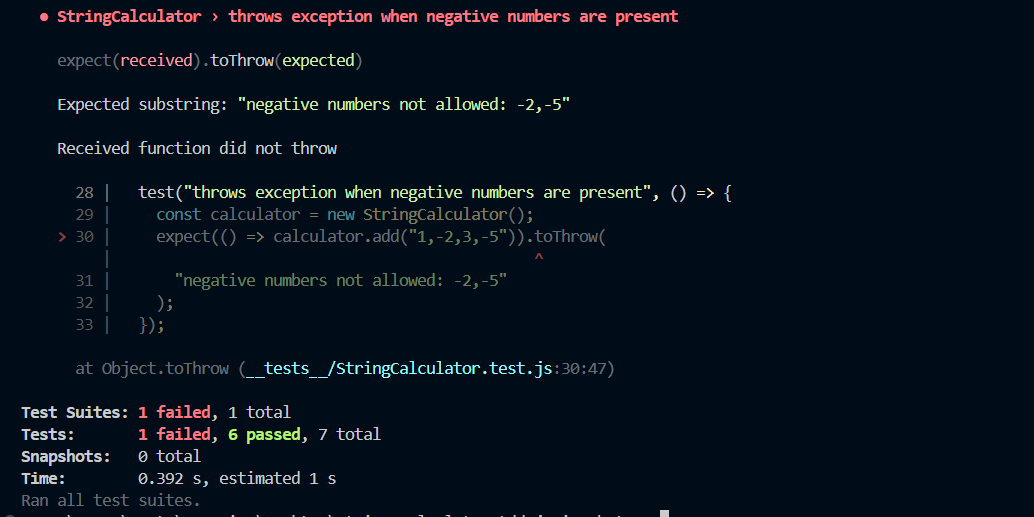 ● StringCalculator › throws exception when negative numbers are present
expect(received).toThrow(expected)
Expected substring: "negative numbers not allowed: -2,-5"
Received function did not throw
28 |   test("throws exception when negative numbers are present", () => {
29 |     const calculator = new StringCalculator();
> 30 |     expect(() => calculator.add("1,-2,3,-5")).toThrow(
|                                               ^
31 |       "negative numbers not allowed: -2,-5"
32 |     );
33 |   });
at Object.toThrow (__tests__/StringCalculator.test.js:30:47)
Test Suites: 1 failed, 1 total
Tests:       1 failed, 6 passed, 7 total
Snapshots:   0 total
Time:        0.392 s, estimated 1 s
Ran all test suites.